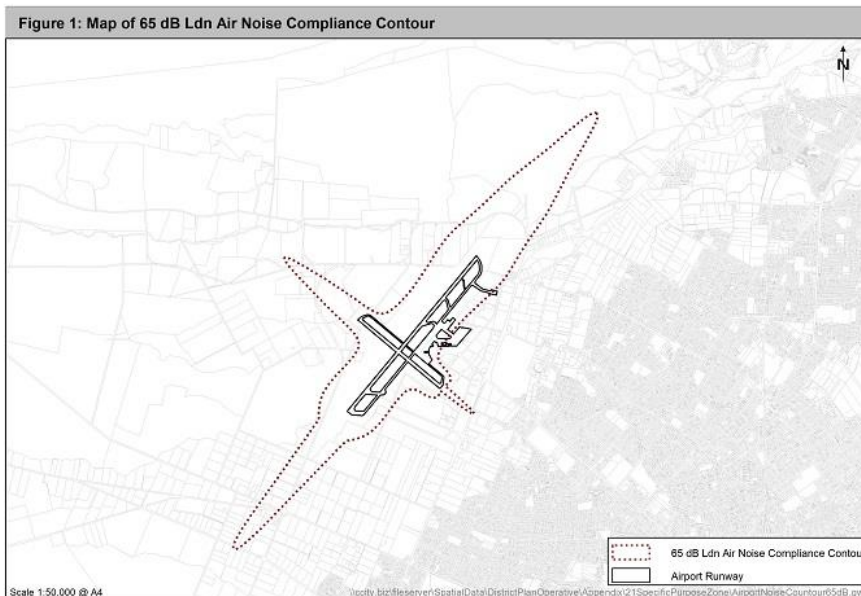 Figure 1: Map of 65 dB Ldn Air Noise Compliance Contour
N
65 dB Ldn Air Noise Compliance Contour
Airport Runway
Scale 1:50,000 @ A4